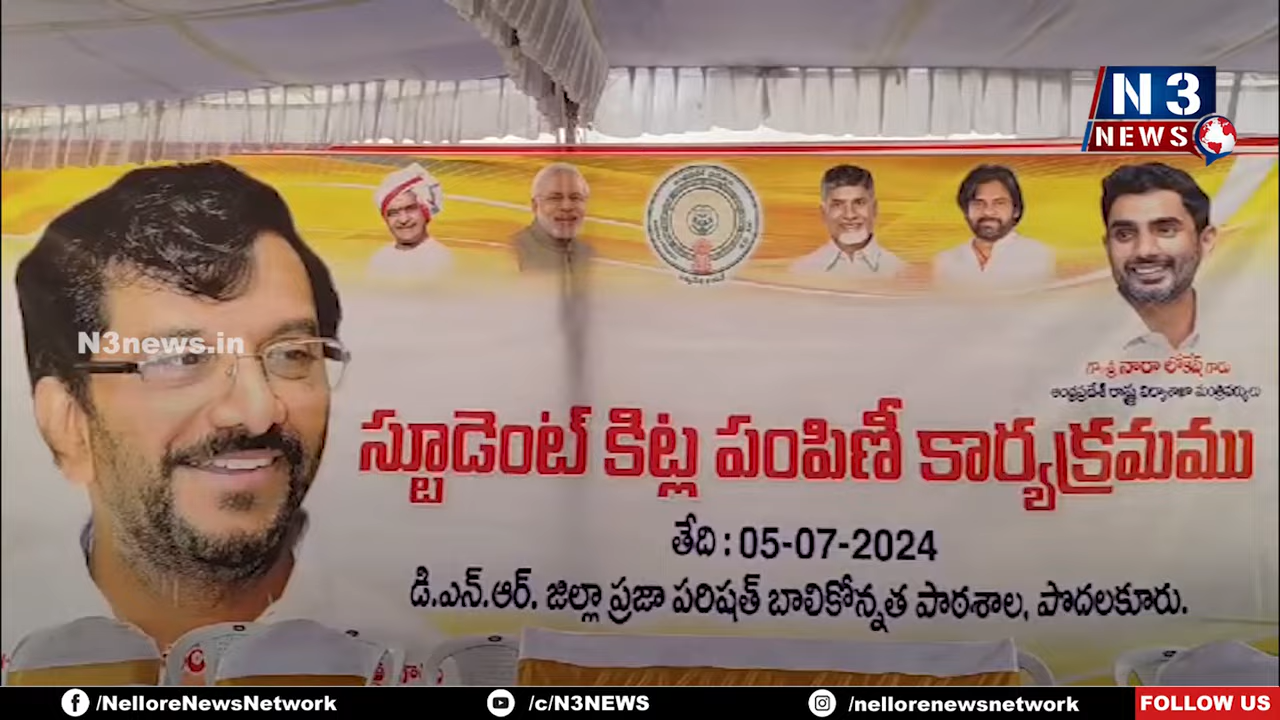 N3
NEWS
N3news.in
గౌ.శ్రీ నారా లోకేష్ గారు
ఆంధ్రప్రదేశ్ రాష్ట్ర విద్యాశాఖా మంత్రివర్యులు
స్టూడెంట్ కిట్ల పంపిణీ కార్యక్రమము
తేది : 05-07-2024
డి.ఎన్.ఆర్. జిల్లా ప్రజా పరిషత్ బాలికోన్నత పాఠశాల, పొదలకూరు.
/NelloreNewsNetwork
/c/N3NEWS
/nellorenewsnetwork
FOLLOW US